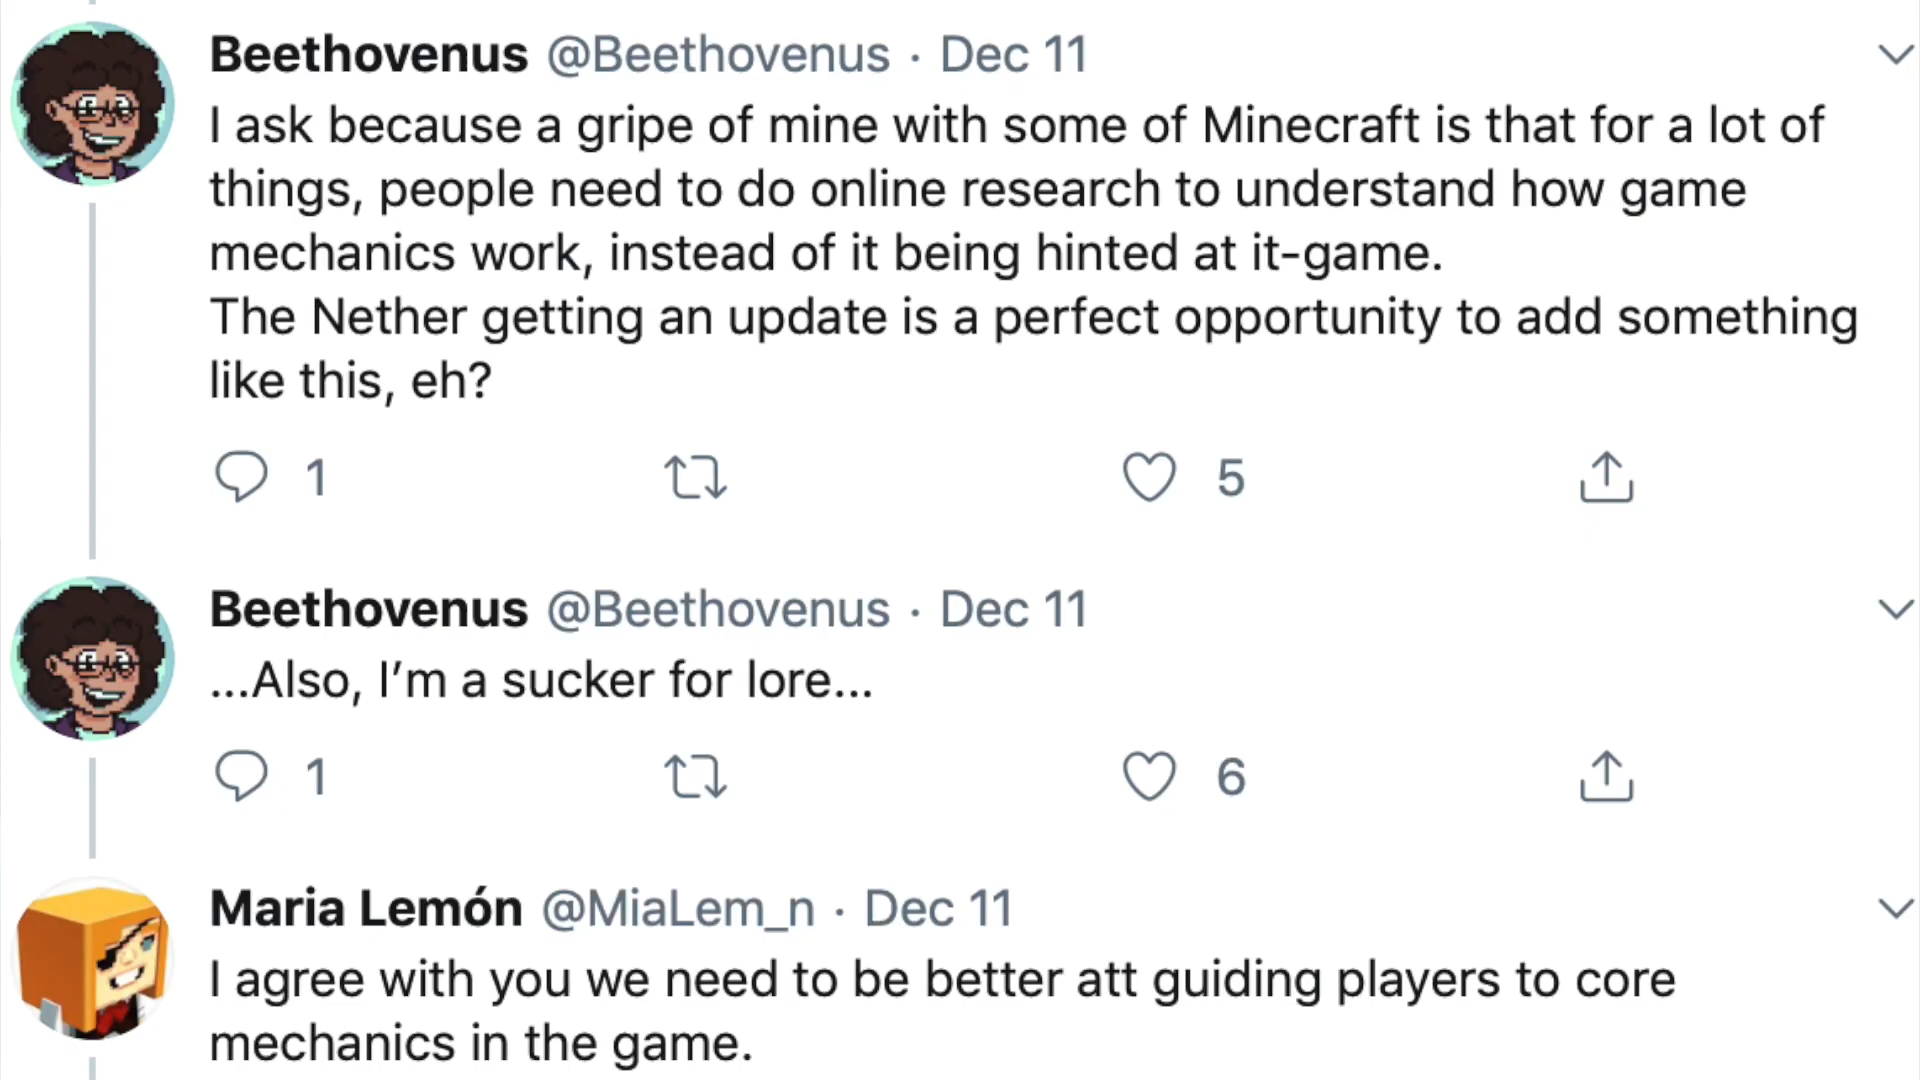 Beethovenus @Beethovenus · Dec 11
I ask because a gripe of mine with some of Minecraft is that for a lot of
things, people need to do online research to understand how game
mechanics work, instead of it being hinted at it-game.
The Nether getting an update is a perfect opportunity to add something
like this, eh?
1 5
Beethovenus @Beethovenus · Dec 11
...Also, I’m a sucker for lore...
1 6
Maria Lemón @MiaLem_n · Dec 11
I agree with you we need to be better att guiding players to core
mechanics in the game.